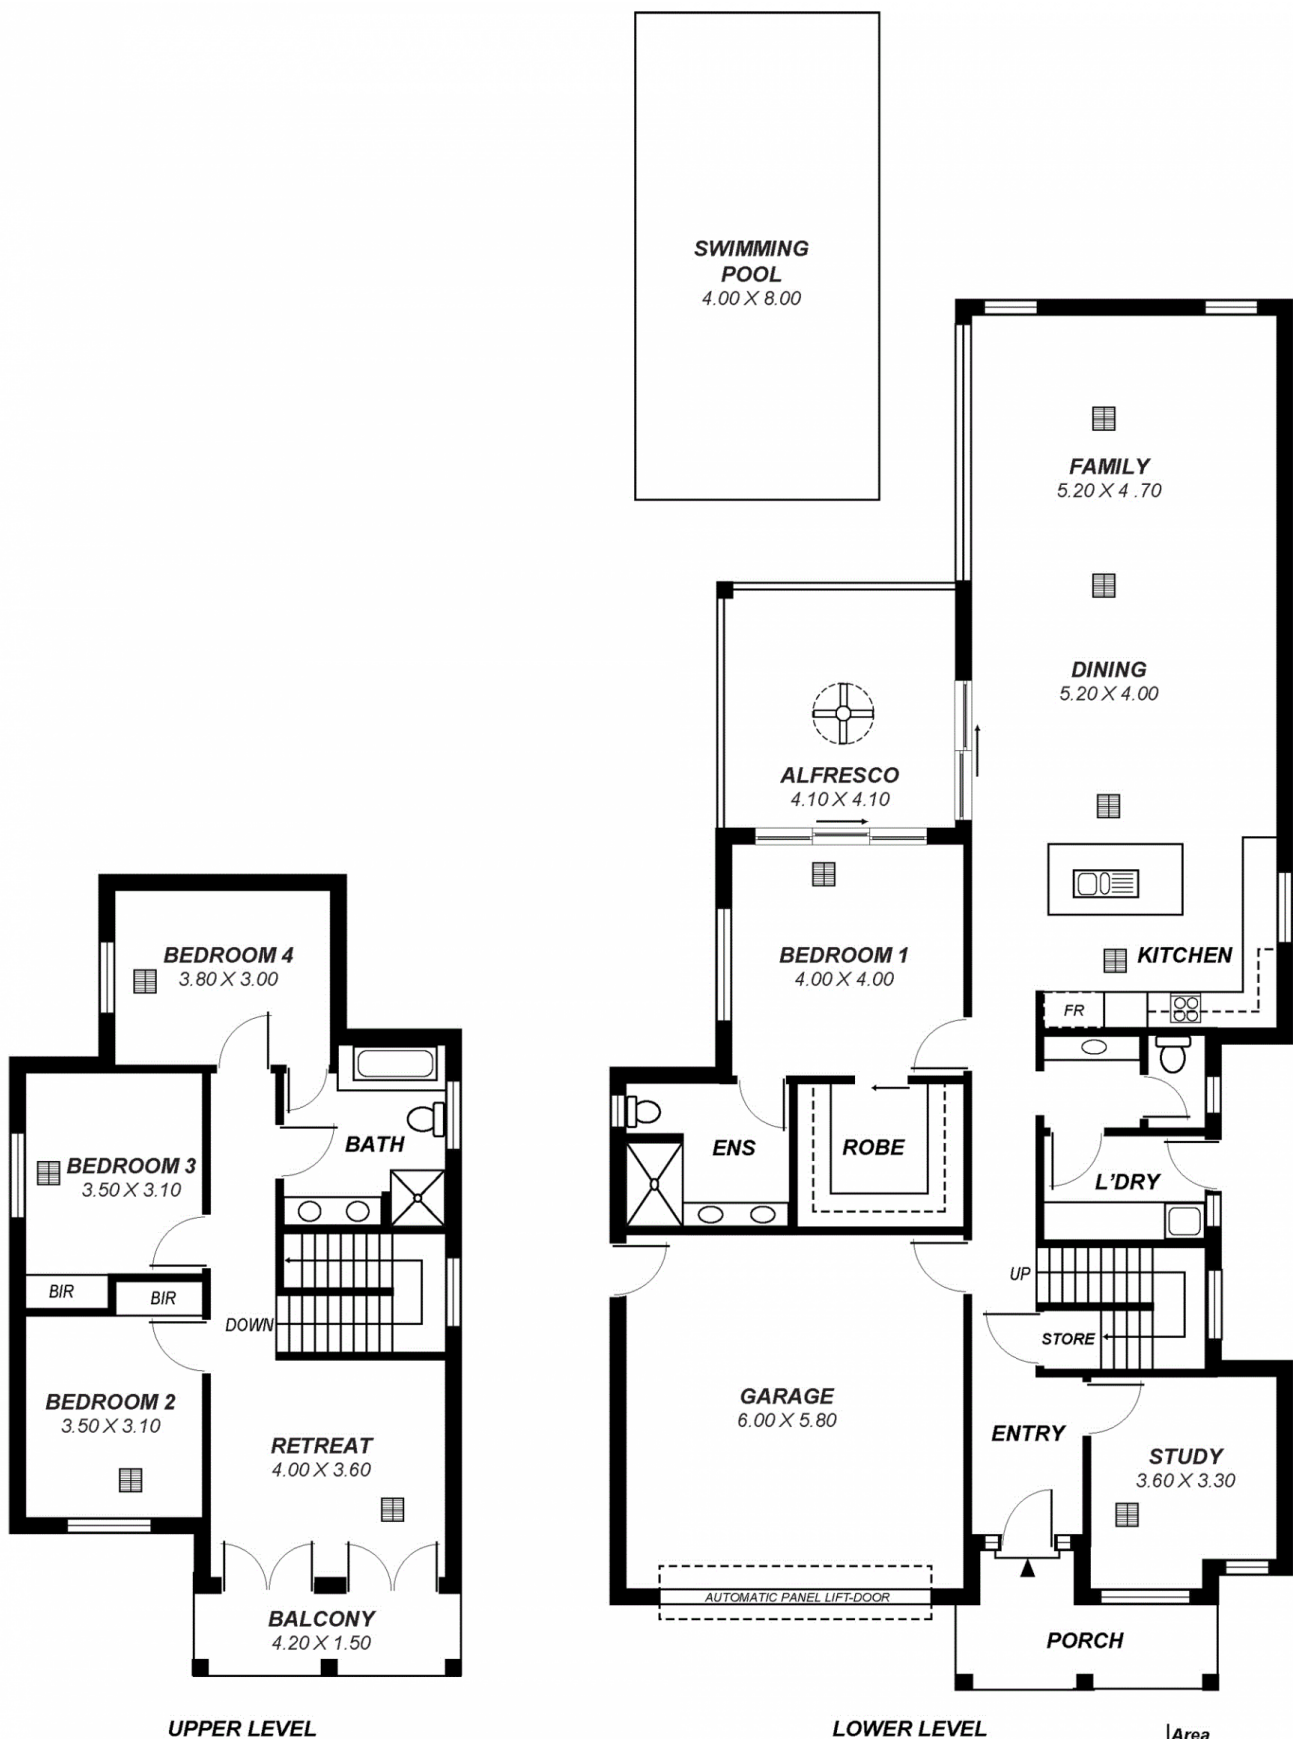 SWIMMING
POOL
4.00 X 8.00
FAMILY
5.20 X 4 .70
DINING
5.20 X 4.00
ALFRESCO
4.10 X 4.10
KITCHEN
FR
BEDROOM 1
4.00 X 4.00
ENS
ROBE
L'DRY
UP
STORE
GARAGE
6.00 X 5.80
ENTRY
STUDY
3.60 X 3.30
AUTOMATIC PANEL LIFT-DOOR
PORCH
LOWER LEVEL
BEDROOM 4
3.80 X 3.00
BATH
BEDROOM 3
3.50 X 3.10
BIR
BIR
DOWN
BEDROOM 2
3.50 X 3.10
RETREAT
4.00 X 3.60
BALCONY
4.20 X 1.50
UPPER LEVEL
Area